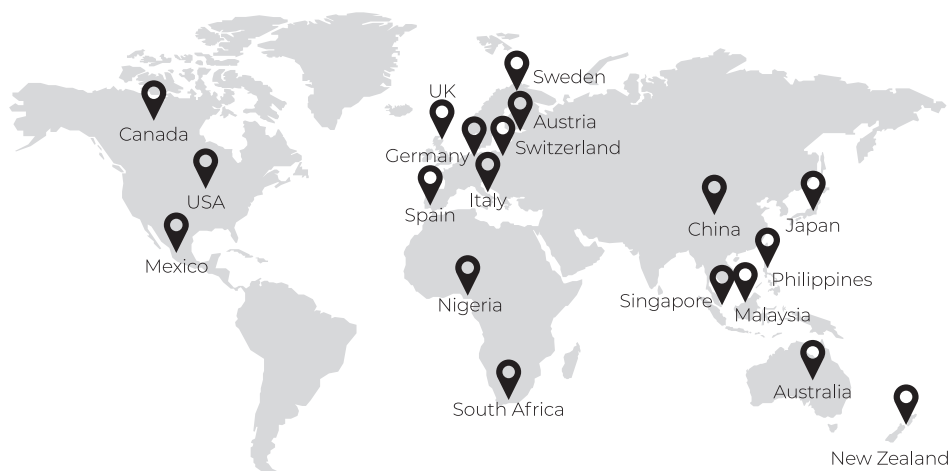 Sweden
UK
Canada
Austria
Switzerland
Germany
USA
Italy
Spain
China
Japan
Mexico
Philippines
Nigeria
Singapore
Malaysia
Australia
South Africa
New Zealand